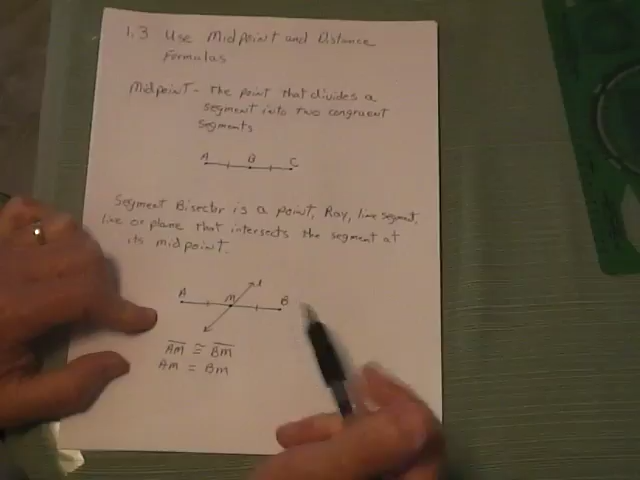 1.3 Use Midpoint and Distance
Formulas
Midpoint - The point that divides a
segment into two congruent
segments
A B C
Segment Bisector is a point, Ray, line segment,
line or plane that intersects the segment at
its midpoint.
l
A M B
AM ≅ BM
AM = BM